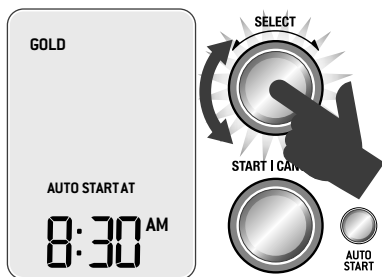 GOLD
AUTO START AT
8:30 AM
SELECT
START | CAN
AUTO
START